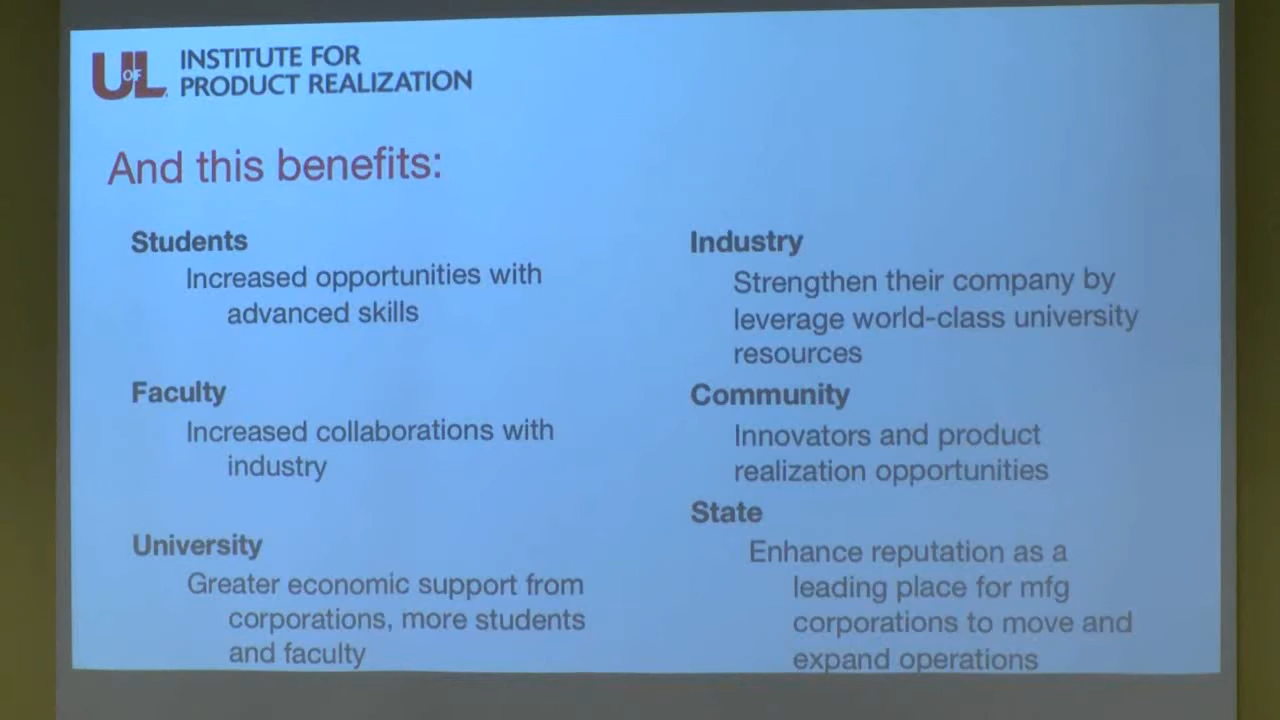 UOFL
INSTITUTE FOR
PRODUCT REALIZATION
And this benefits:
Students
Increased opportunities with
advanced skills
Faculty
Increased collaborations with
industry
University
Greater economic support from
corporations, more students
and faculty
Industry
Strengthen their company by
leverage world-class university
resources
Community
Innovators and product
realization opportunities
State
Enhance reputation as a
leading place for mfg
corporations to move and
expand operations